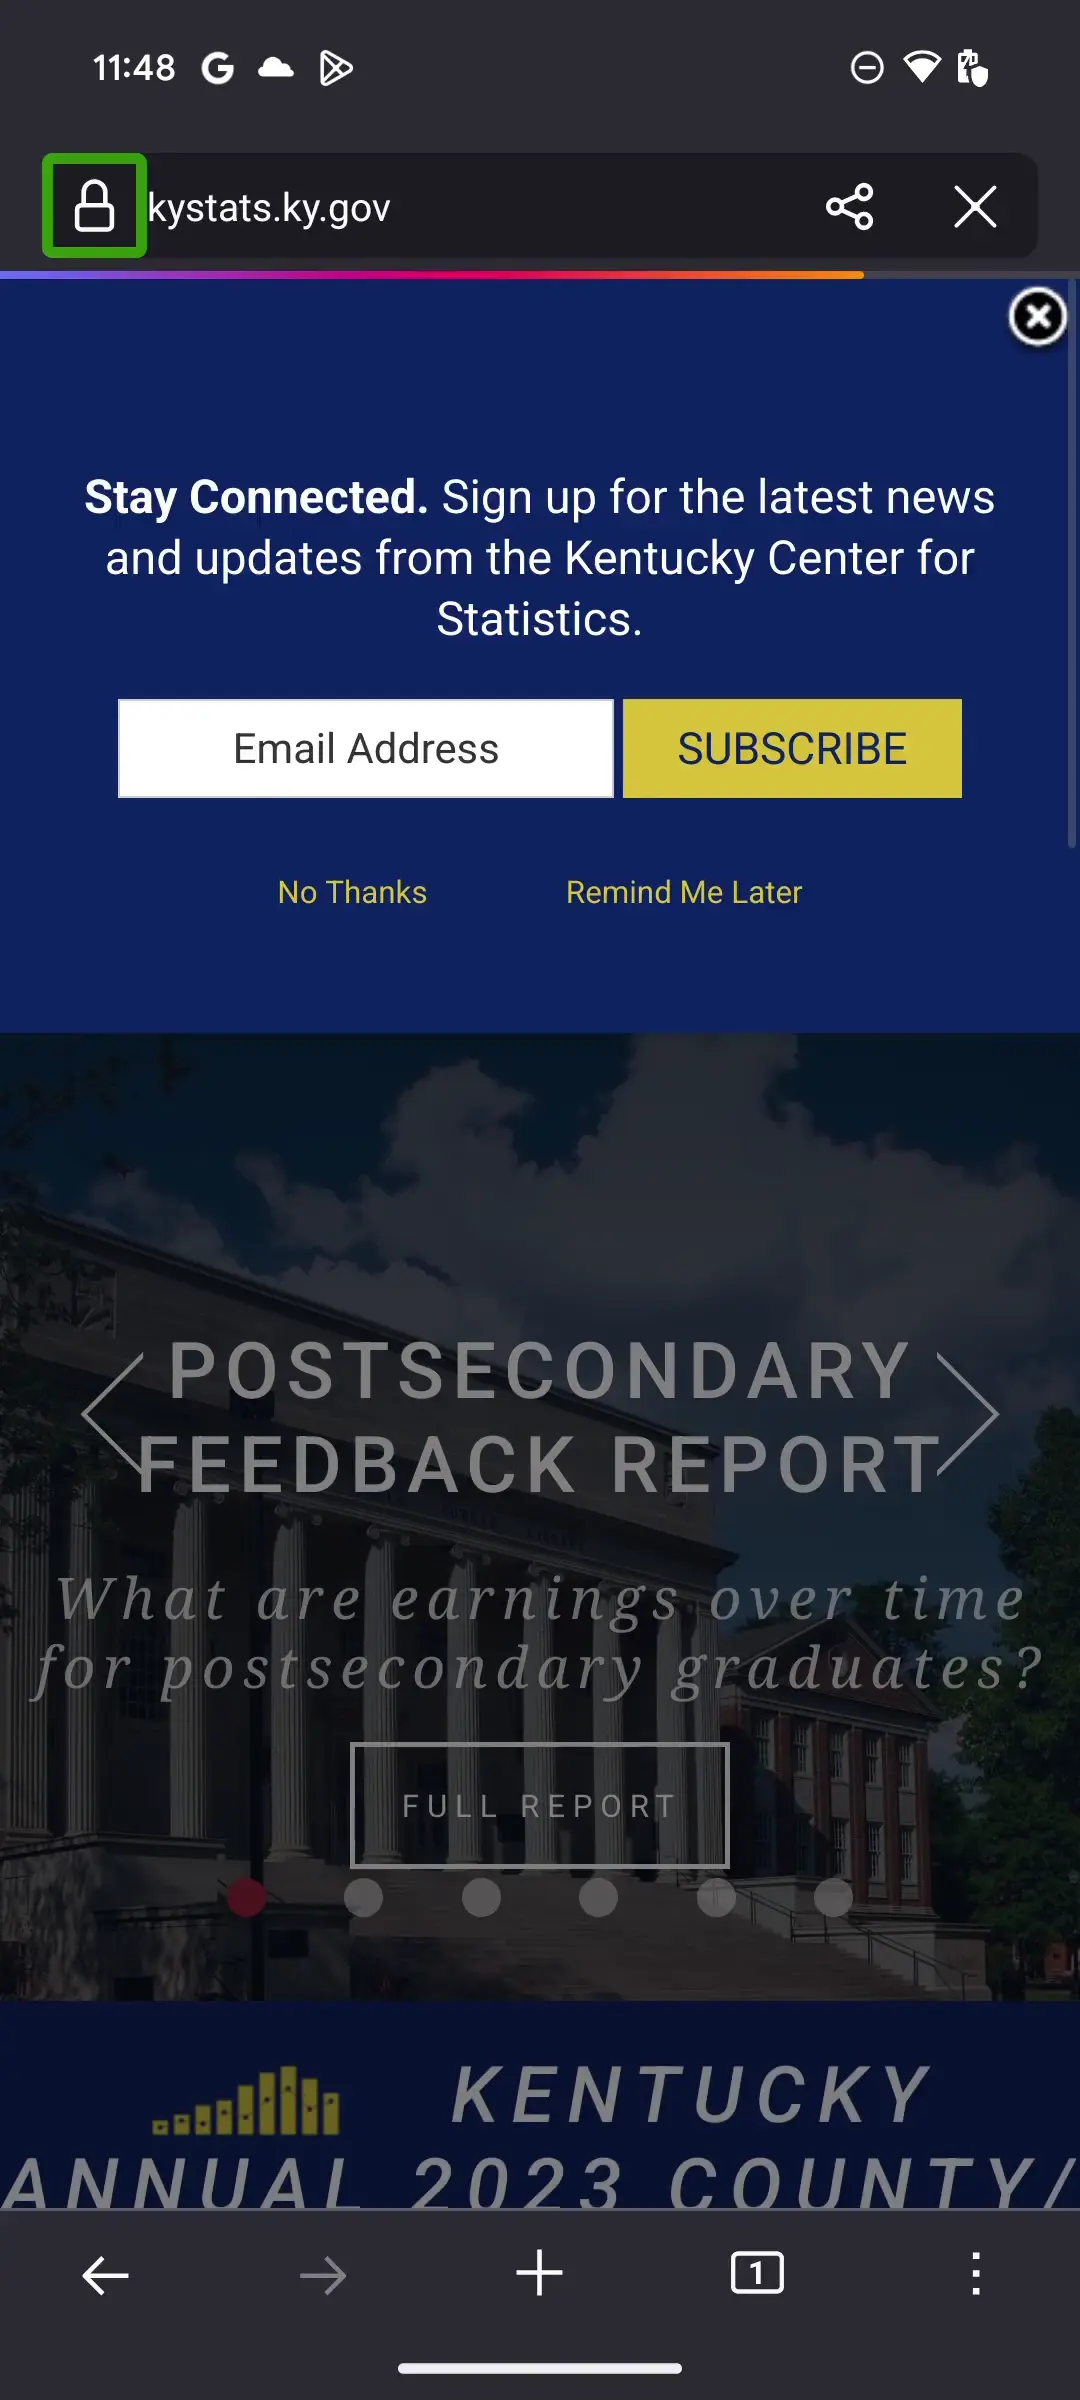 11:48
kystats.ky.gov
Stay Connected. Sign up for the latest news
and updates from the Kentucky Center for
Statistics.
Email Address
SUBSCRIBE
No Thanks
Remind Me Later
POSTSECONDARY
FEEDBACK REPORT
What are earnings over time
for postsecondary graduates?
FULL REPORT
KENTUCKY
ANNUAL 2023 COUNTY/
1